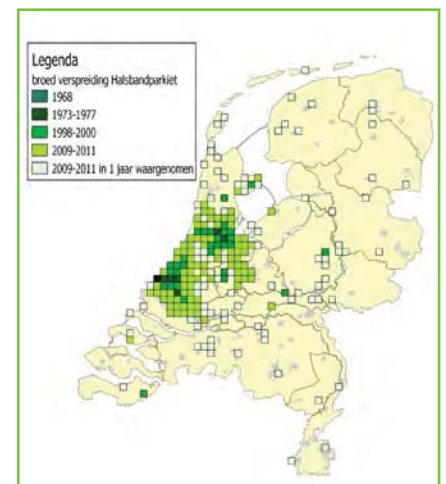 Legenda
broed verspreiding Halsbandparkiet
1968
1973-1977
1998-2000
2009-2011
2009-2011 in 1 jaar waargenomen